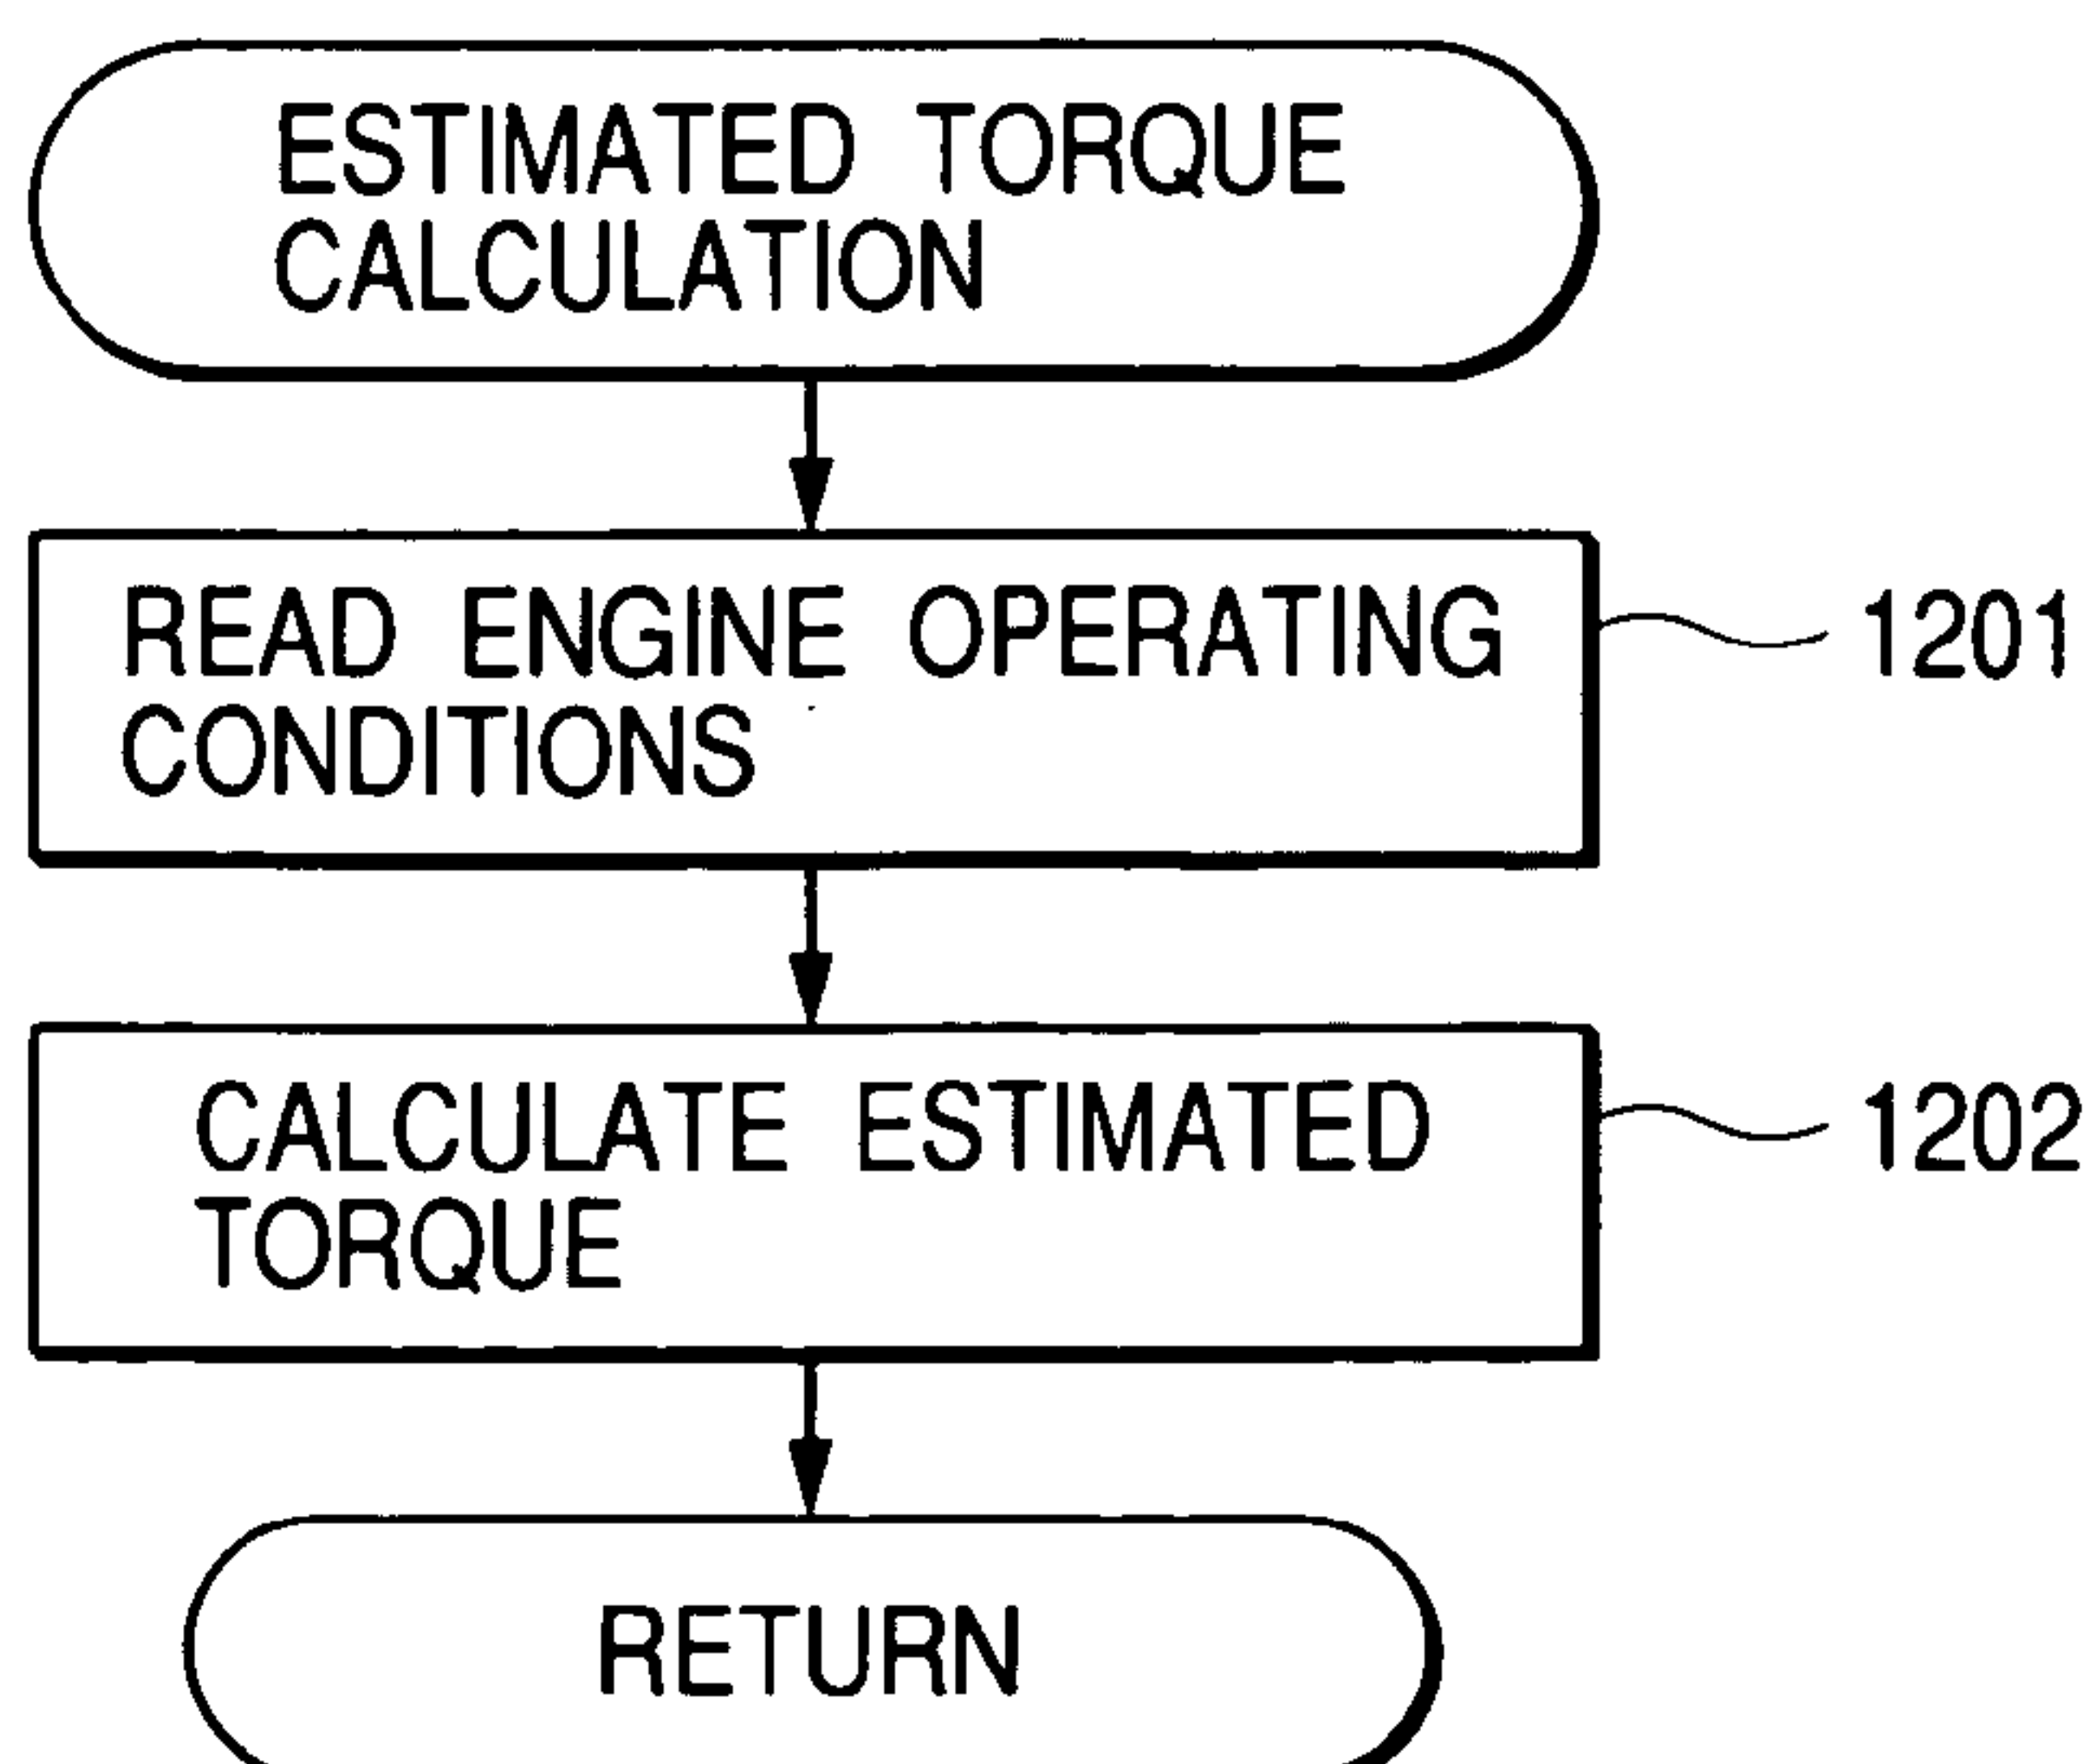 ESTIMATED TORQUE
CALCULATION
READ ENGINE OPERATING
CONDITIONS
1201
CALCULATE ESTIMATED
TORQUE
1202
RETURN